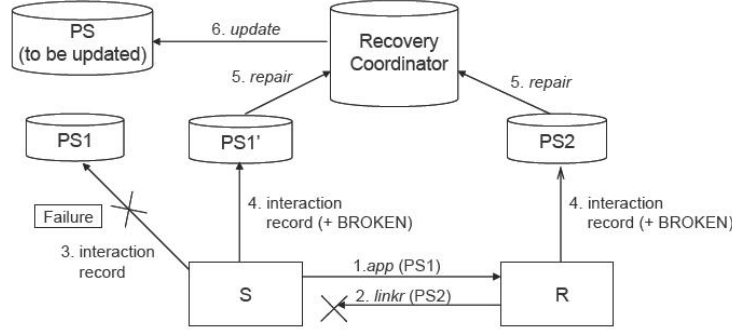 PS
(to be updated)
6. update
Recovery
Coordinator
5. repair
5. repair
PS1
PS1’
PS2
Failure
3. interaction
record
4. interaction
record (+ BROKEN)
4. interaction
record (+ BROKEN)
S
1.app (PS1)
2. linkr (PS2)
R